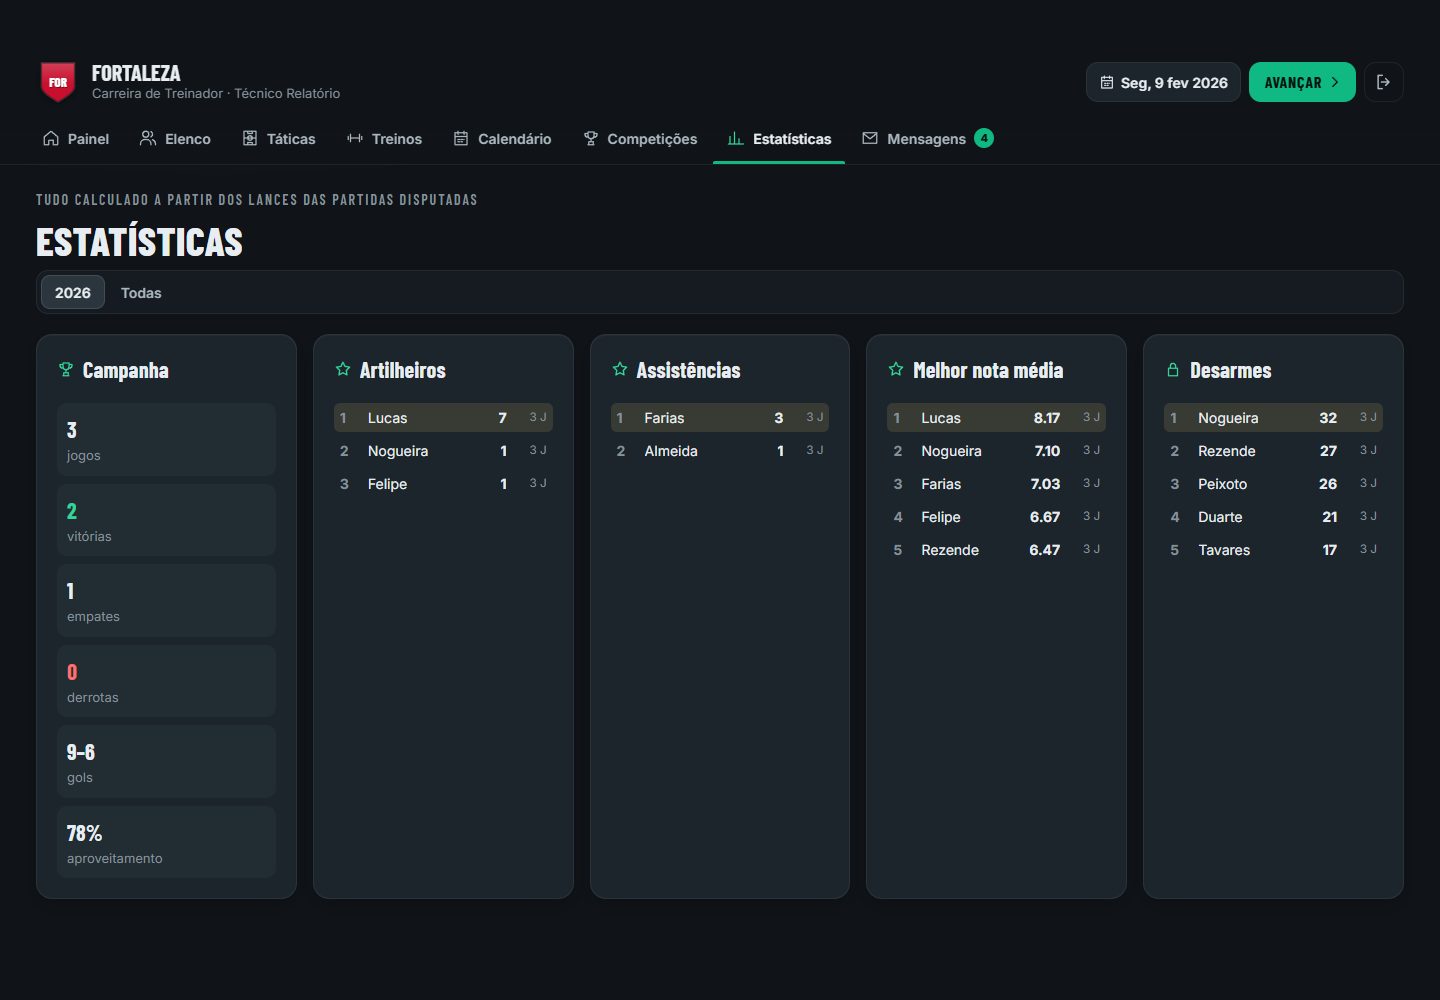 FOR
FORTALEZA
Carreira de Treinador · Técnico Relatório
Seg, 9 fev 2026
AVANÇAR
Painel
Elenco
Táticas
Treinos
Calendário
Competições
Estatísticas
Mensagens 4
TUDO CALCULADO A PARTIR DOS LANCES DAS PARTIDAS DISPUTADAS
ESTATÍSTICAS
2026 Todas
Campanha
3
jogos
2
vitórias
1
empates
0
derrotas
9–6
gols
78%
aproveitamento
Artilheiros
1 Lucas 7 3 J
2 Nogueira 1 3 J
3 Felipe 1 3 J
Assistências
1 Farias 3 3 J
2 Almeida 1 3 J
Melhor nota média
1 Lucas 8.17 3 J
2 Nogueira 7.10 3 J
3 Farias 7.03 3 J
4 Felipe 6.67 3 J
5 Rezende 6.47 3 J
Desarmes
1 Nogueira 32 3 J
2 Rezende 27 3 J
3 Peixoto 26 3 J
4 Duarte 21 3 J
5 Tavares 17 3 J